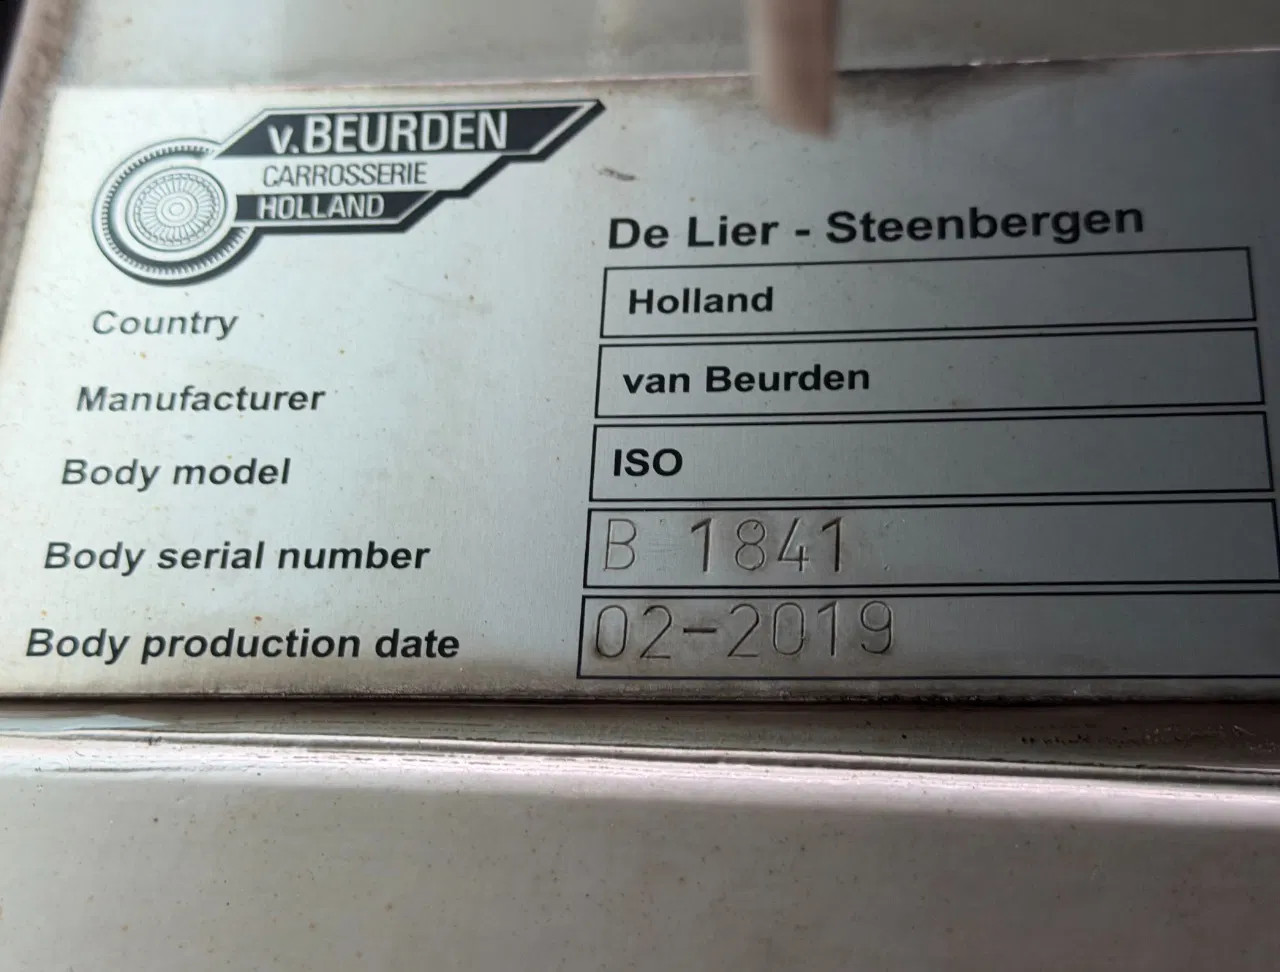 v.BEURDEN
CARROSSERIE
HOLLAND
De Lier - Steenbergen
Country Holland
Manufacturer van Beurden
Body model ISO
Body serial number B 1841
Body production date 02-2019